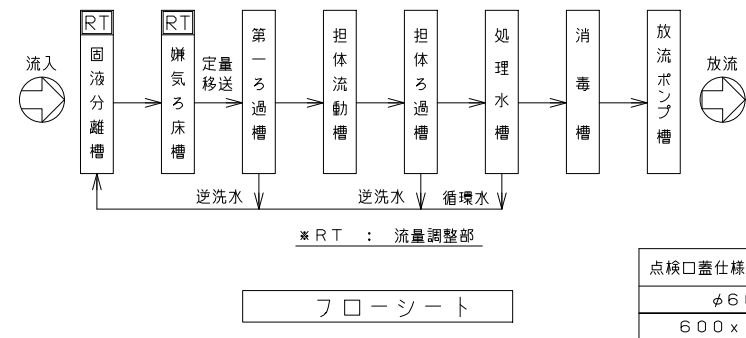 RT
RT
流入
固液分離槽
嫌気ろ床槽
定量
移送
第一ろ過槽
担体流動槽
担体ろ過槽
処理水槽
消毒槽
放流ポンプ槽
放流
逆洗水
逆洗水
循環水
※RT : 流量調整部
フローシート
点検口蓋仕様
φ60
600x